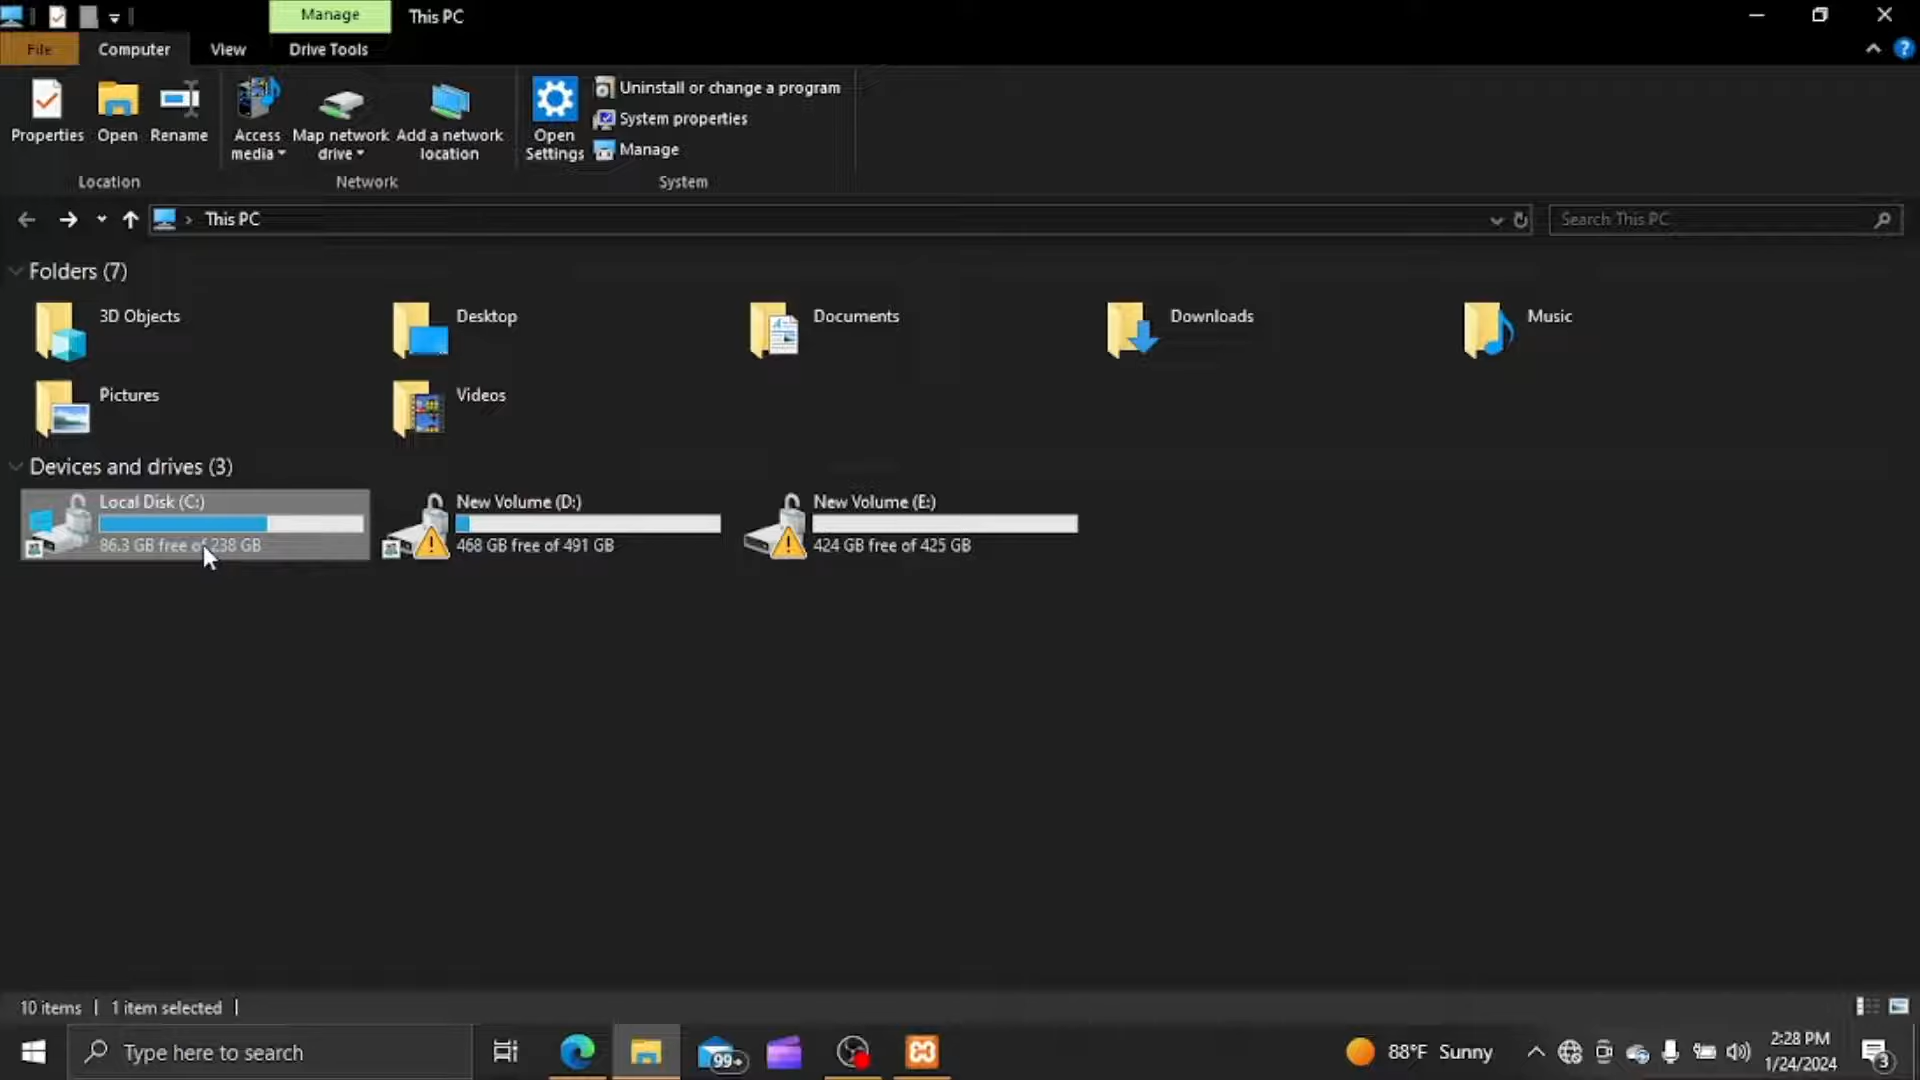 Manage
This PC
File
Computer
View
Drive Tools
Properties
Open
Rename
Access media
Map network drive
Add a network location
Open Settings
Uninstall or change a program
System properties
Manage
Location
Network
System
This PC
Search This PC
Folders (7)
3D Objects
Desktop
Documents
Downloads
Music
Pictures
Videos
Devices and drives (3)
Local Disk (C:)
86.3 GB free of 238 GB
New Volume (D:)
468 GB free of 491 GB
New Volume (E:)
424 GB free of 425 GB
10 items
1 item selected
Type here to search
99+
88°F Sunny
2:28 PM
1/24/2024
3